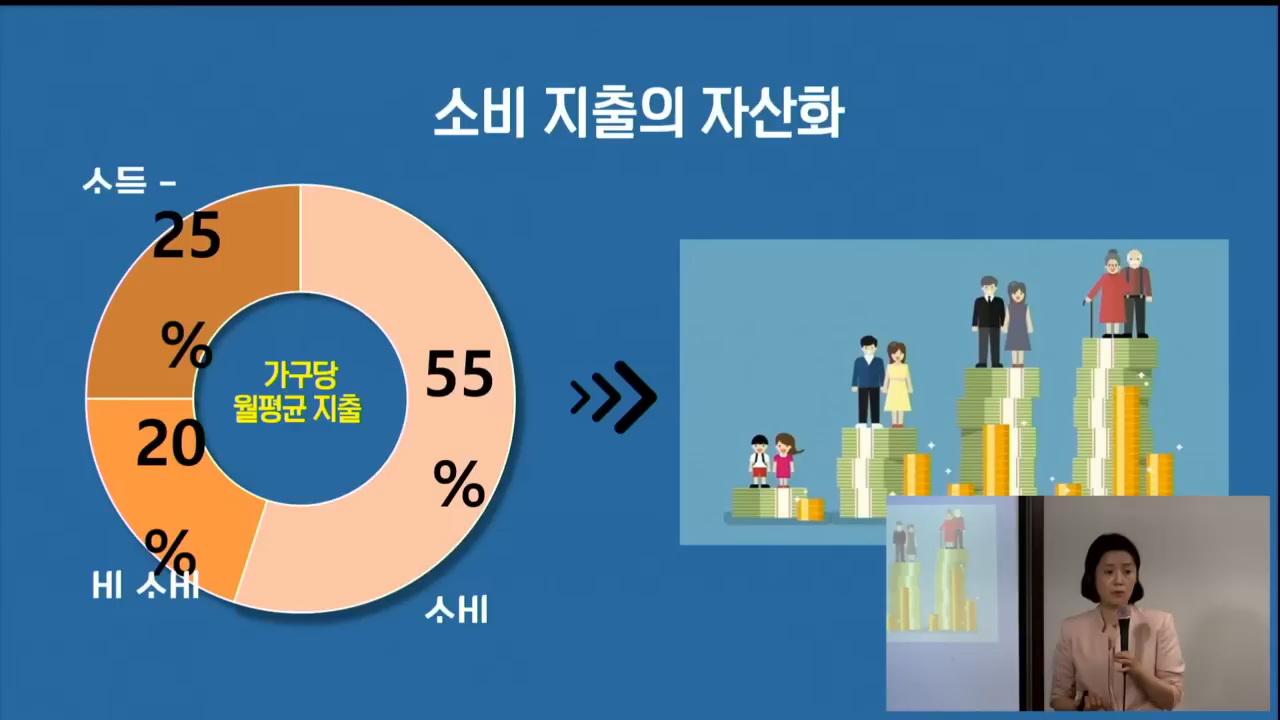 소비 지출의 자산화
소득 -
25
%
가구당
월평균 지출
55
%
20
%
비 소비
소비